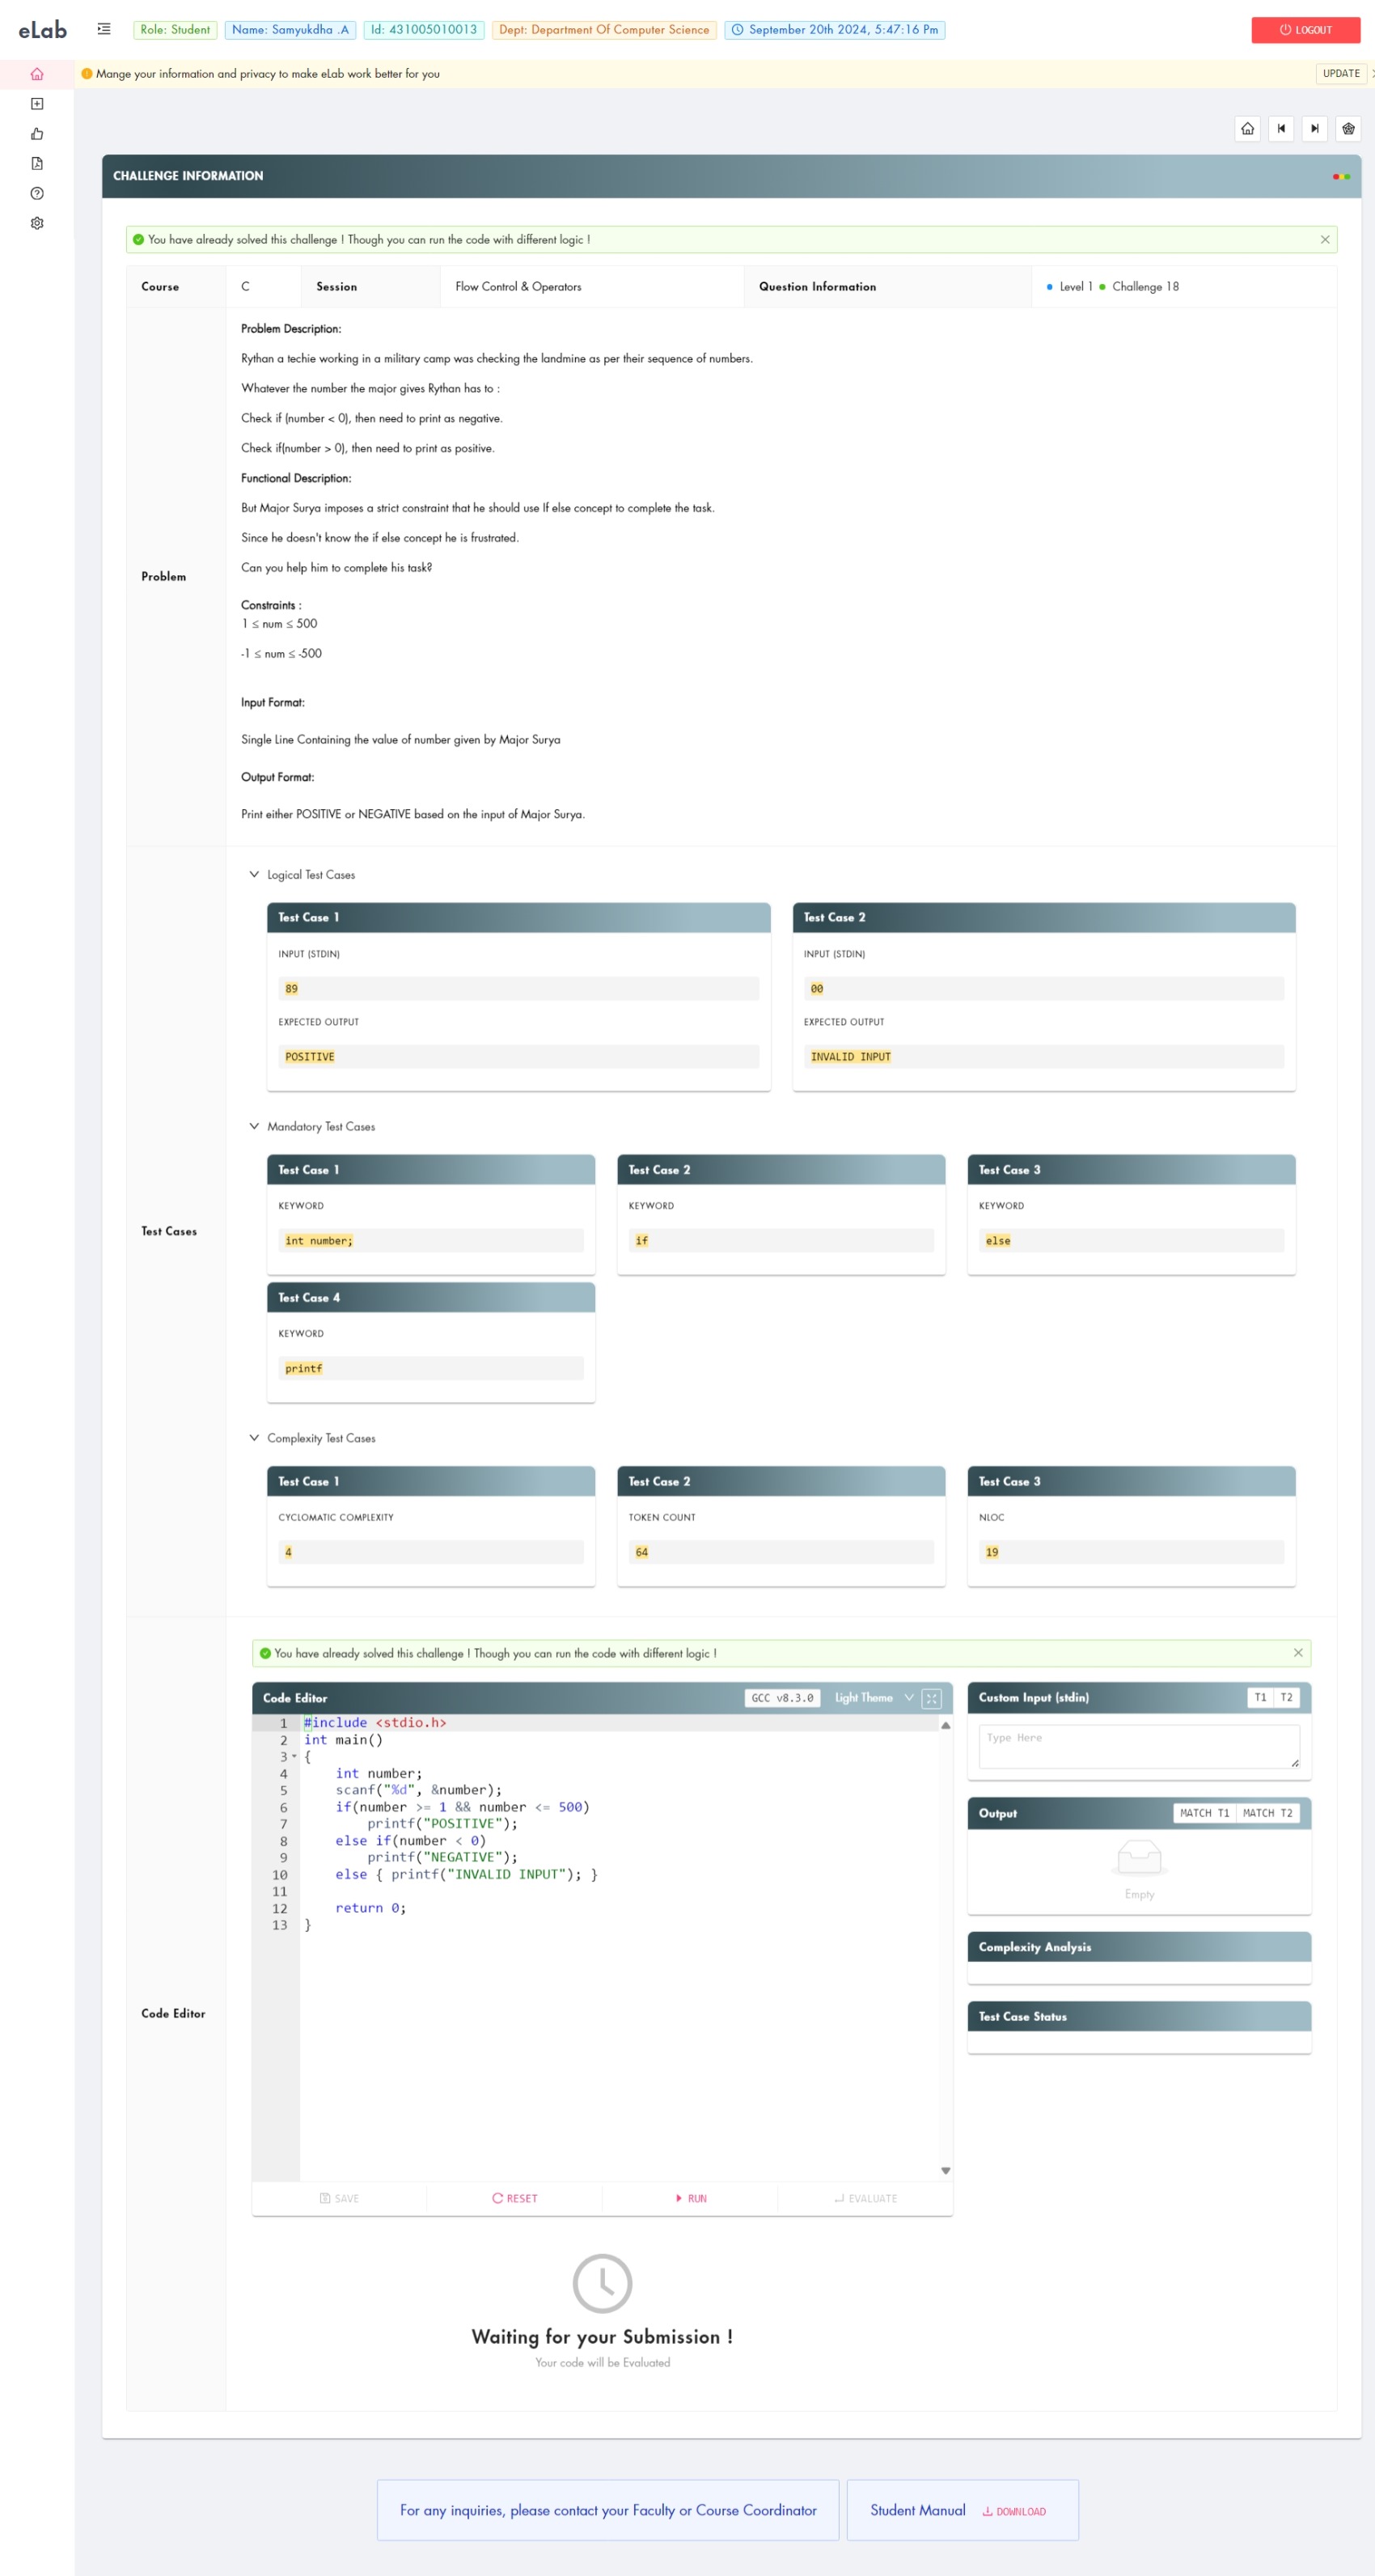 eLab
Role: Student
Name: Samyukdha .A
Id: 431005010013
Dept: Department Of Computer Science
September 20th 2024, 5:47:16 Pm
LOGOUT
Mange your information and privacy to make eLab work better for you
UPDATE
CHALLENGE INFORMATION
You have already solved this challenge ! Though you can run the code with different logic !
Course C Session Flow Control & Operators Question Information Level 1 Challenge 18
Problem
Problem Description:
Rythan a techie working in a military camp was checking the landmine as per their sequence of numbers.
Whatever the number the major gives Rythan has to :
Check if (number < 0), then need to print as negative.
Check if(number > 0), then need to print as positive.
Functional Description:
But Major Surya imposes a strict constraint that he should use If else concept to complete the task.
Since he doesn't know the if else concept he is frustrated.
Can you help him to complete his task?
Constraints :
1 ≤ num ≤ 500
-1 ≤ num ≤ -500
Input Format:
Single Line Containing the value of number given by Major Surya
Output Format:
Print either POSITIVE or NEGATIVE based on the input of Major Surya.
Test Cases
Logical Test Cases
Test Case 1
INPUT (STDIN)
89
EXPECTED OUTPUT
POSITIVE
Test Case 2
INPUT (STDIN)
00
EXPECTED OUTPUT
INVALID INPUT
Mandatory Test Cases
Test Case 1
KEYWORD
int number;
Test Case 2
KEYWORD
if
Test Case 3
KEYWORD
else
Test Case 4
KEYWORD
printf
Complexity Test Cases
Test Case 1
CYCLOMATIC COMPLEXITY
4
Test Case 2
TOKEN COUNT
64
Test Case 3
NLOC
19
Code Editor
You have already solved this challenge ! Though you can run the code with different logic !
Code Editor GCC v8.3.0 Light Theme
1 #include <stdio.h>
2 int main()
3 {
4 int number;
5 scanf("%d", &number);
6 if(number >= 1 && number <= 500)
7 printf("POSITIVE");
8 else if(number < 0)
9 printf("NEGATIVE");
10 else { printf("INVALID INPUT"); }
11
12 return 0;
13 }
SAVE RESET RUN EVALUATE
Custom Input (stdin) T1 T2
Type Here
Output MATCH T1 MATCH T2
Empty
Complexity Analysis
Test Case Status
Waiting for your Submission !
Your code will be Evaluated
For any inquiries, please contact your Faculty or Course Coordinator
Student Manual DOWNLOAD